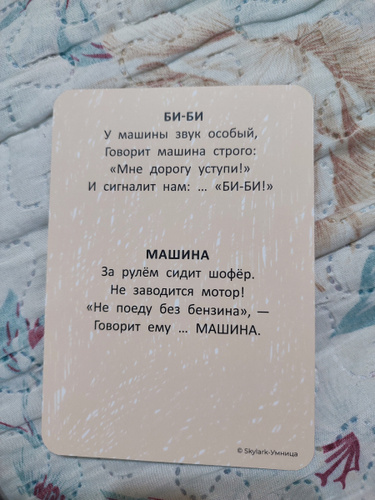 БИ-БИ
У машины звук особый,
Говорит машина строго:
«Мне дорогу уступи!»
И сигналит нам: ... «БИ-БИ!»
МАШИНА
За рулём сидит шофёр.
Не заводится мотор!
«Не поеду без бензина», —
Говорит ему ... МАШИНА.
© Skylark-Умница